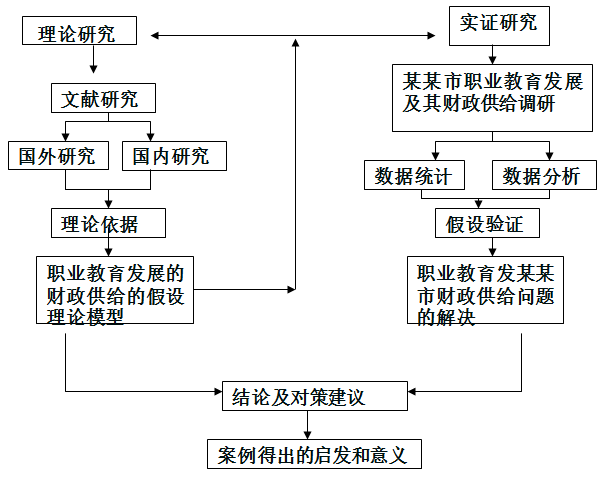 理论研究
实证研究
文献研究
某某市职业教育发展
及其财政供给调研
国外研究
国内研究
数据统计
数据分析
理论依据
假设验证
职业教育发展的
财政供给的假设
理论模型
职业教育发某某
市财政供给问题
的解决
结论及对策建议
案例得出的启发和意义